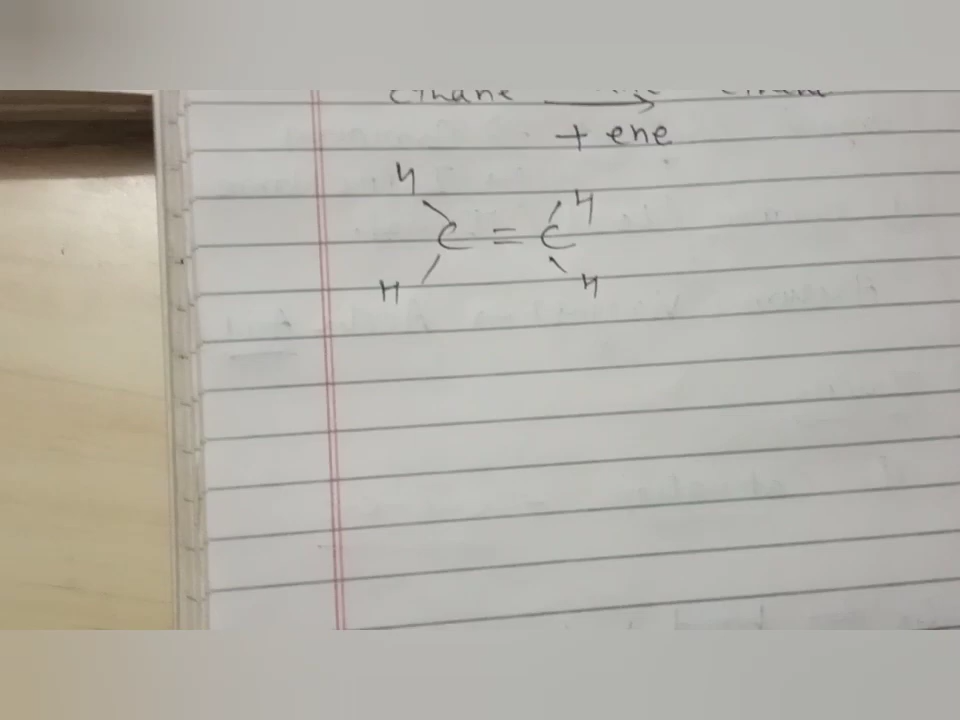 ethane →
+ ene
H H
C = C
H H